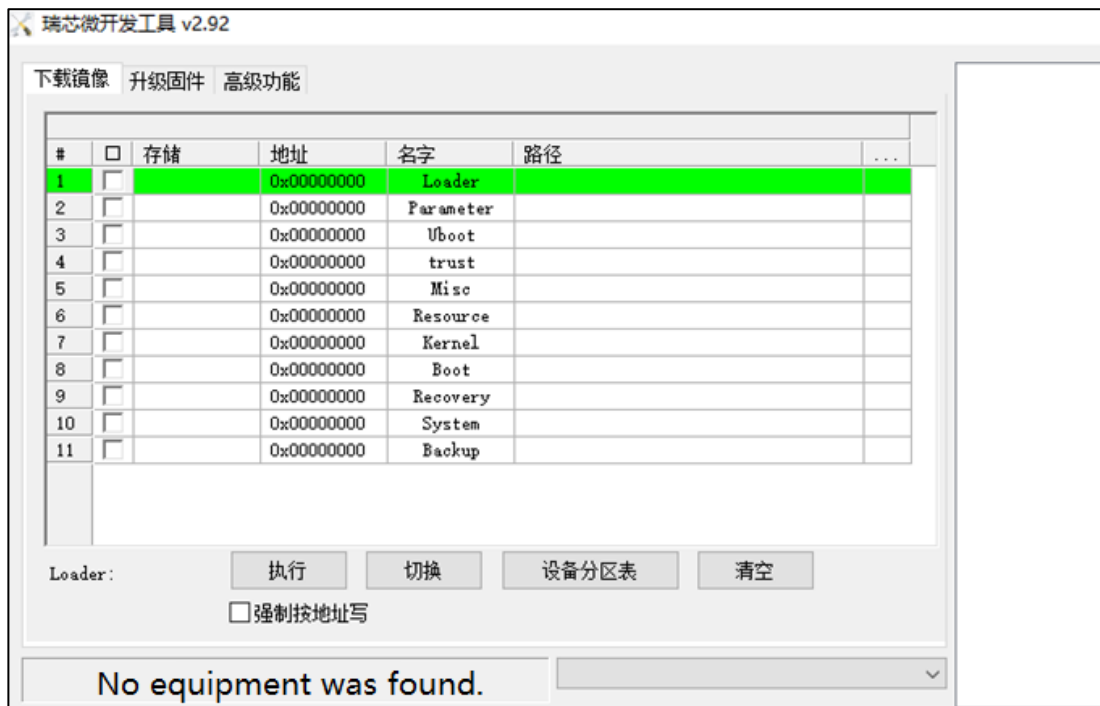 瑞芯微开发工具 v2.92
下载镜像 升级固件 高级功能
# 存储 地址 名字 路径 ...
1 0x00000000 Loader
2 0x00000000 Parameter
3 0x00000000 Uboot
4 0x00000000 trust
5 0x00000000 Misc
6 0x00000000 Resource
7 0x00000000 Kernel
8 0x00000000 Boot
9 0x00000000 Recovery
10 0x00000000 System
11 0x00000000 Backup
Loader: 执行 切换 设备分区表 清空
强制按地址写
No equipment was found.